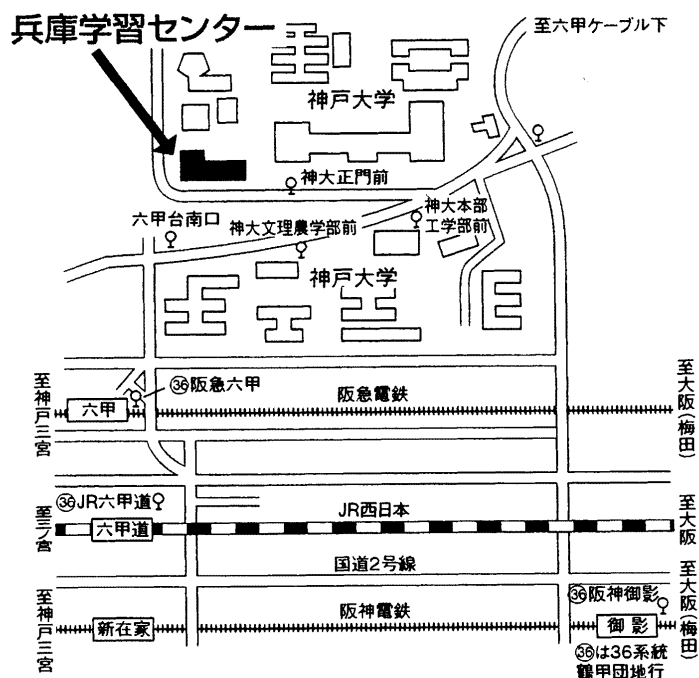 兵庫学習センター
至六甲ケーブル下
神戸大学
神大正門前
六甲台南口
神大文理農学部前
神大本部
工学部前
神戸大学
㊱阪急六甲
阪急電鉄
至神戸三宮
六甲
至大阪(梅田)
㊱JR六甲道
JR西日本
至三ノ宮
六甲道
至大阪
国道2号線
㊱阪神御影
阪神電鉄
至神戸三宮
新在家
御影
至大阪(梅田)
㊱は36系統
鶴甲団地行